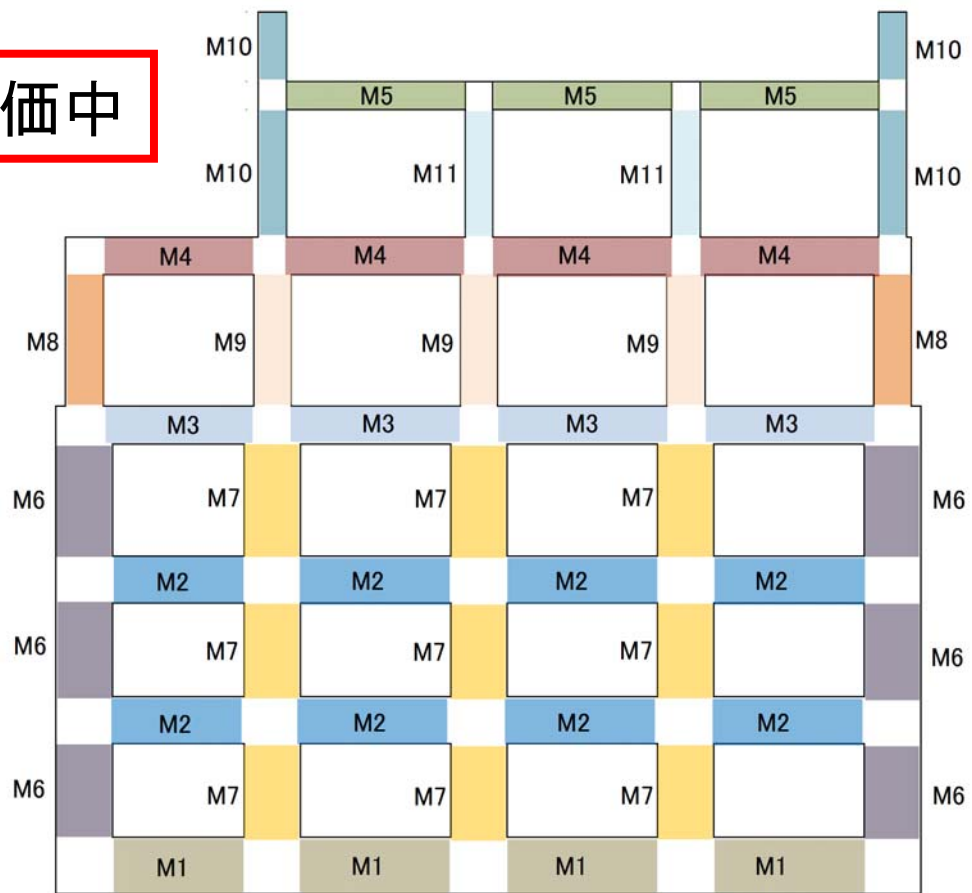 M10 M10
価中
M5 M5 M5
M10 M11 M11 M10
M4 M4 M4 M4
M8 M9 M9 M9 M8
M3 M3 M3 M3
M6 M7 M7 M7 M6
M2 M2 M2 M2
M6 M7 M7 M7 M6
M2 M2 M2 M2
M6 M7 M7 M7 M6
M1 M1 M1 M1